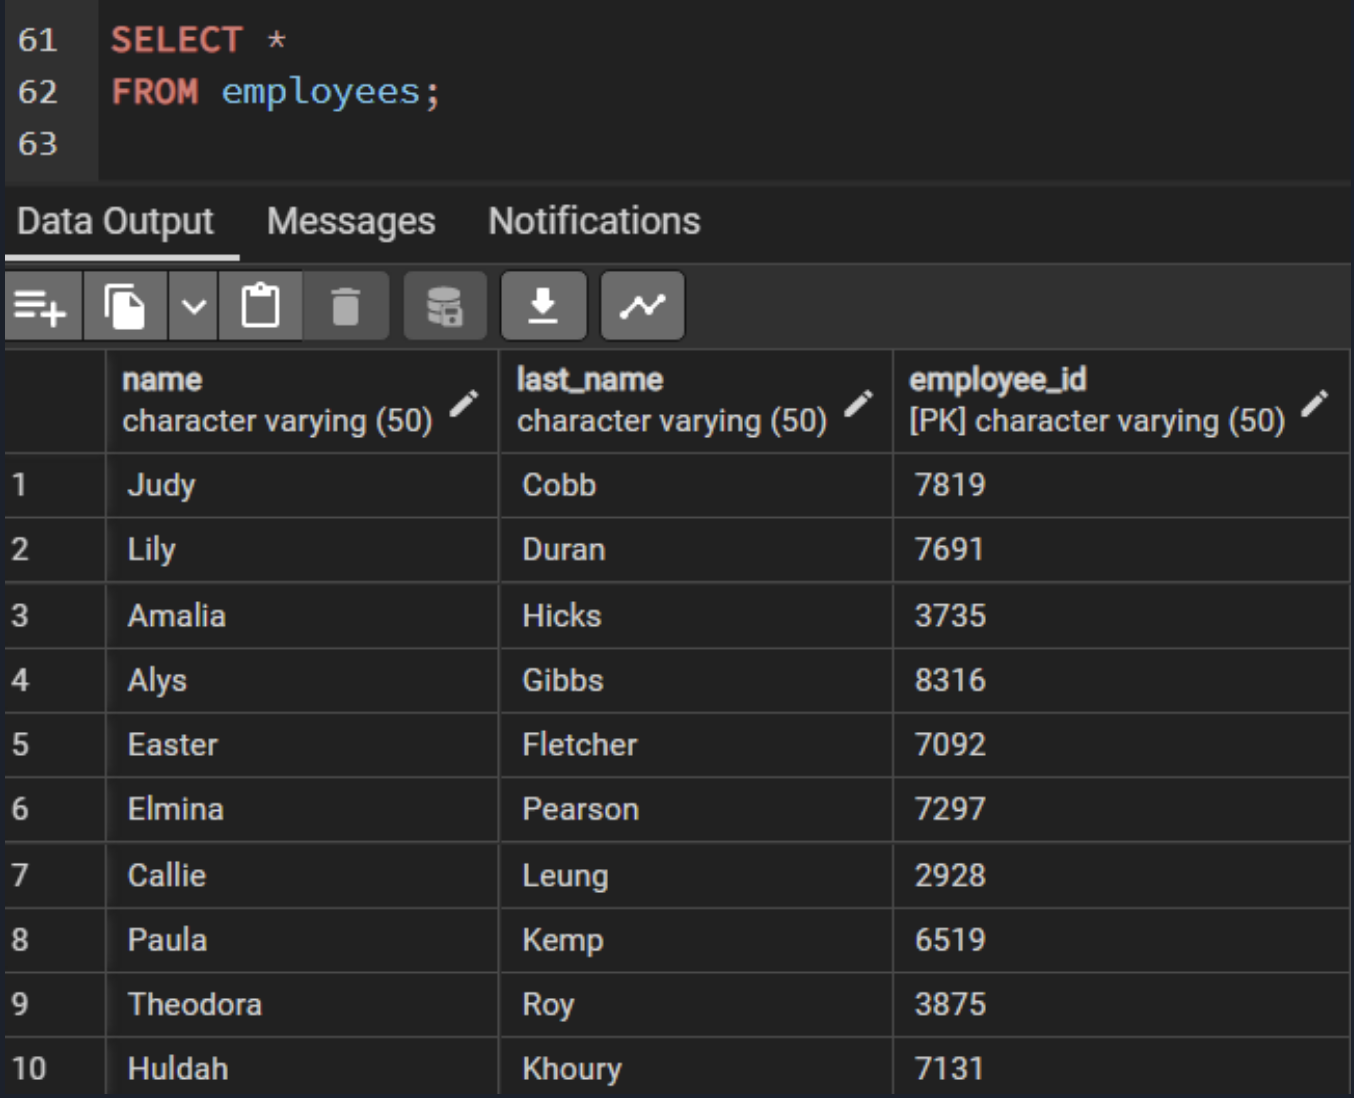 61 SELECT *
62 FROM employees;
63
Data Output Messages Notifications
name last_name employee_id
character varying (50) character varying (50) [PK] character varying (50)
1 Judy Cobb 7819
2 Lily Duran 7691
3 Amalia Hicks 3735
4 Alys Gibbs 8316
5 Easter Fletcher 7092
6 Elmina Pearson 7297
7 Callie Leung 2928
8 Paula Kemp 6519
9 Theodora Roy 3875
10 Huldah Khoury 7131